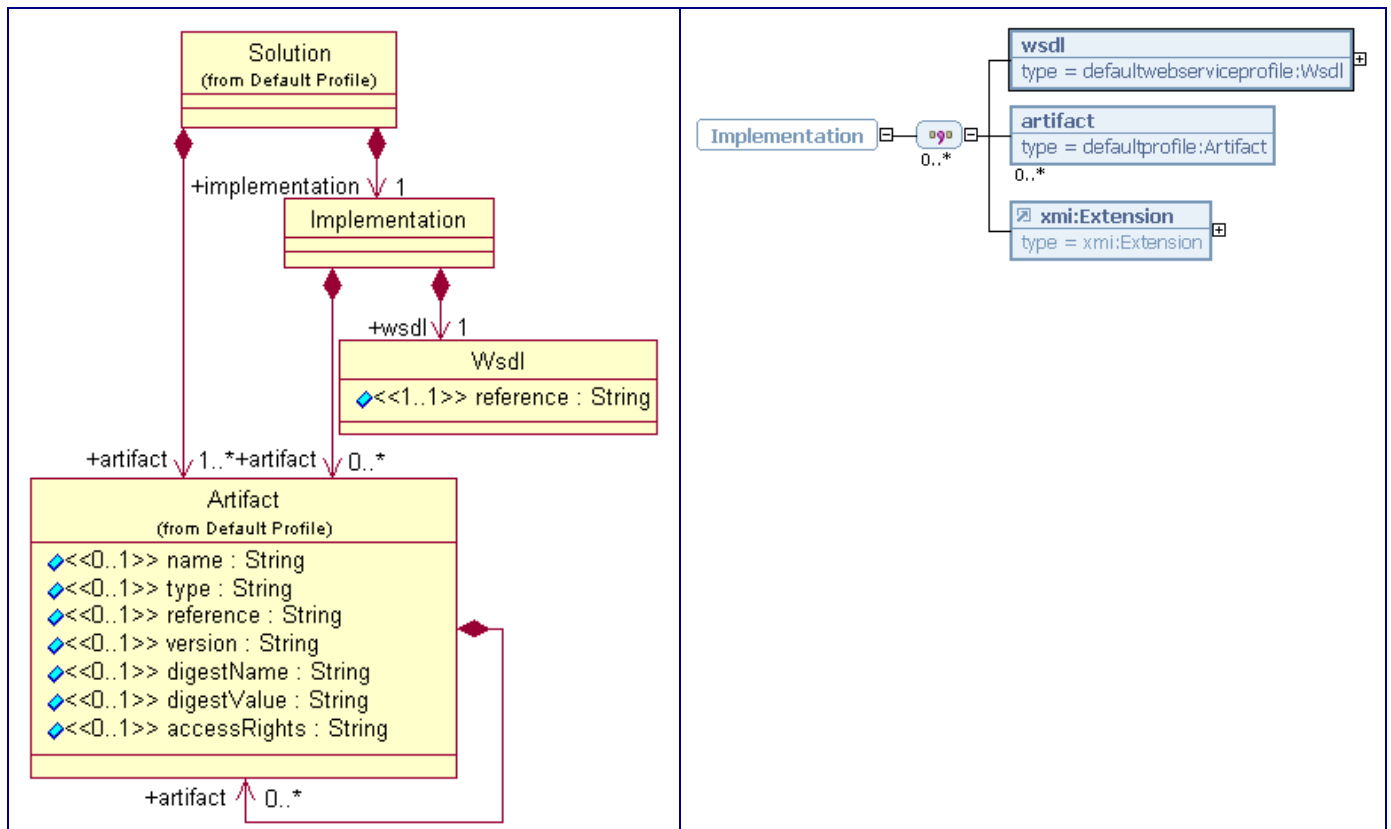 Solution
(from Default Profile)
+implementation 1
Implementation
+wsdl 1
Wsdl
<<1..1>> reference : String
+artifact 1..* +artifact 0..*
Artifact
(from Default Profile)
<<0..1>> name : String
<<0..1>> type : String
<<0..1>> reference : String
<<0..1>> version : String
<<0..1>> digestName : String
<<0..1>> digestValue : String
<<0..1>> accessRights : String
+artifact 0..*
wsdl
type = defaultwebserviceprofile:Wsdl
Implementation
0..*
artifact
type = defaultprofile:Artifact
0..*
xmi:Extension
type = xmi:Extension